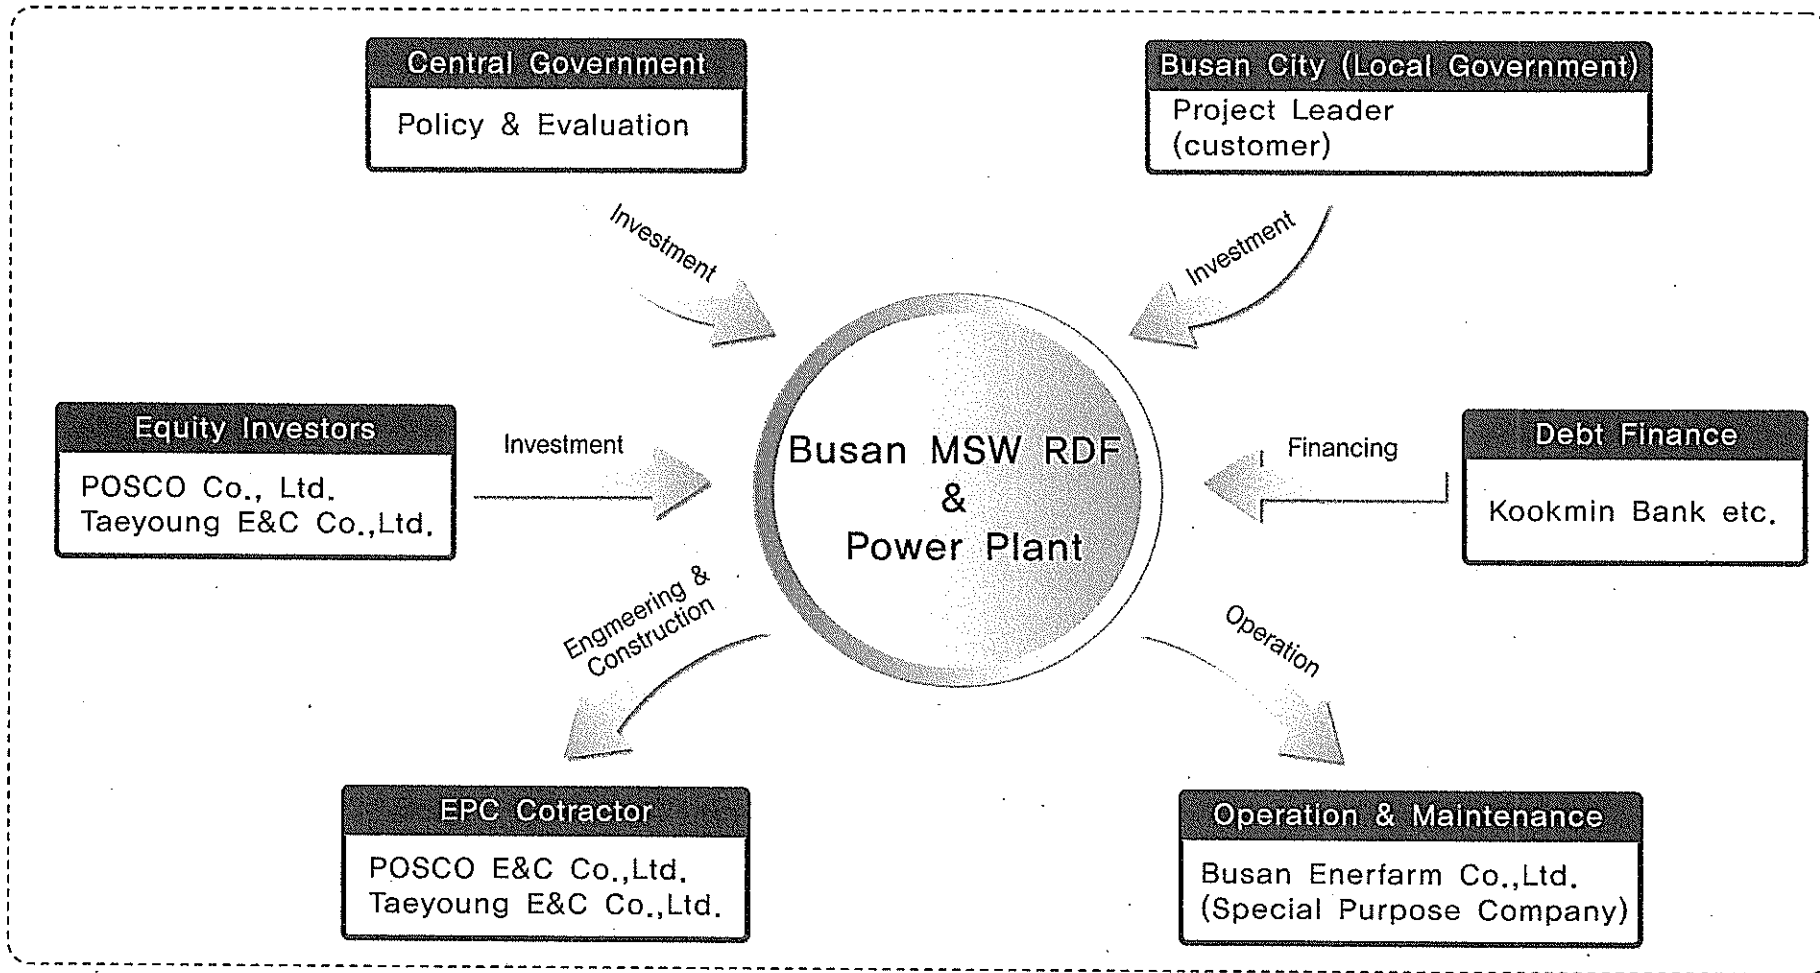 Central Government
Policy & Evaluation
Busan City (Local Government)
Project Leader
(customer)
Investment
Investment
Equity Investors
POSCO Co., Ltd.
Taeyoung E&C Co.,Ltd.
Investment
Busan MSW RDF
&
Power Plant
Financing
Debt Finance
Kookmin Bank etc.
Engmeering &
Construction
Operation
EPC Cotractor
POSCO E&C Co.,Ltd.
Taeyoung E&C Co.,Ltd.
Operation & Maintenance
Busan Enerfarm Co.,Ltd.
(Special Purpose Company)